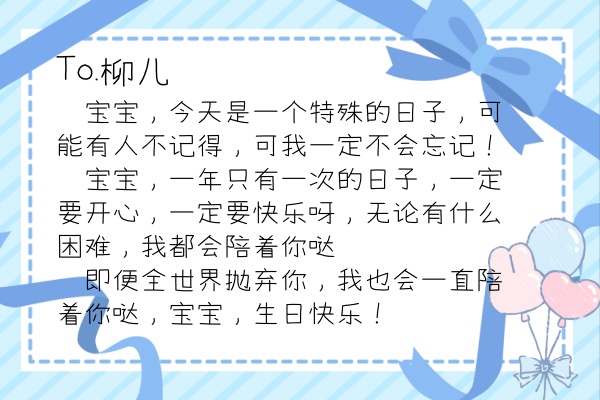 To.柳儿
宝宝，今天是一个特殊的日子，可
能有人不记得，可我一定不会忘记！
宝宝，一年只有一次的日子，一定
要开心，一定要快乐呀，无论有什么
困难，我都会陪着你哒
即便全世界抛弃你，我也会一直陪
着你哒，宝宝，生日快乐！